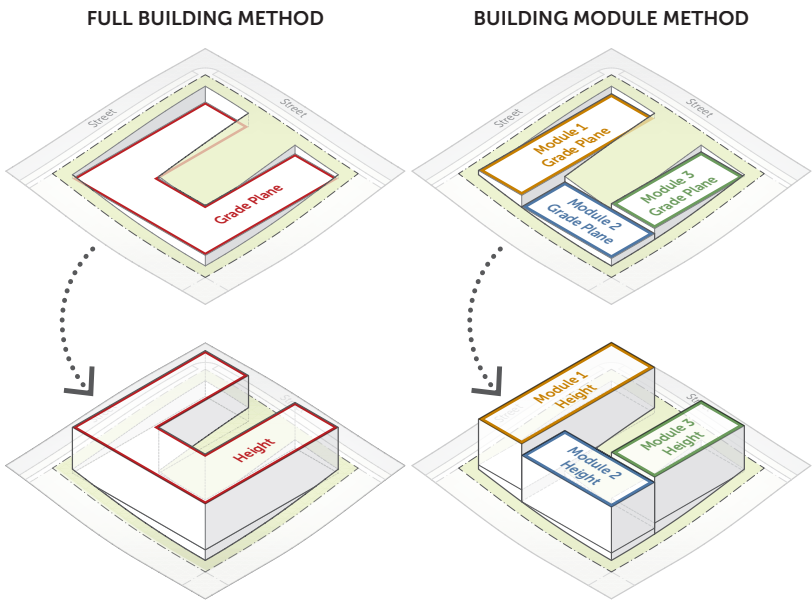 FULL BUILDING METHOD
BUILDING MODULE METHOD
Street
Street
Grade Plane
Street
Street
Module 1
Grade Plane
Module 2
Grade Plane
Module 3
Grade Plane
Height
Module 1
Height
Module 2
Height
Module 3
Height